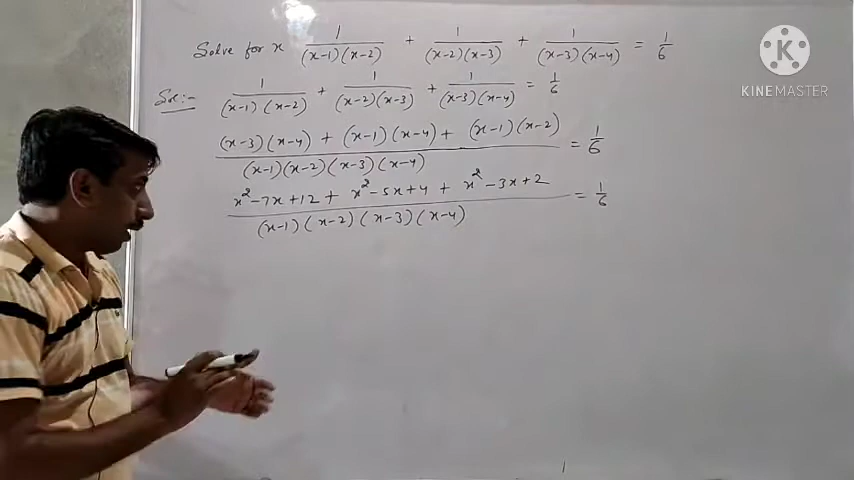 Solve for x 1/((x-1)(x-2)) + 1/((x-2)(x-3)) + 1/((x-3)(x-4)) = 1/6
Sol:- 1/((x-1)(x-2)) + 1/((x-2)(x-3)) + 1/((x-3)(x-4)) = 1/6
((x-3)(x-4) + (x-1)(x-4) + (x-1)(x-2))/((x-1)(x-2)(x-3)(x-4)) = 1/6
(x²-7x+12 + x²-5x+4 + x²-3x+2)/((x-1)(x-2)(x-3)(x-4)) = 1/6
K
KINEMASTER